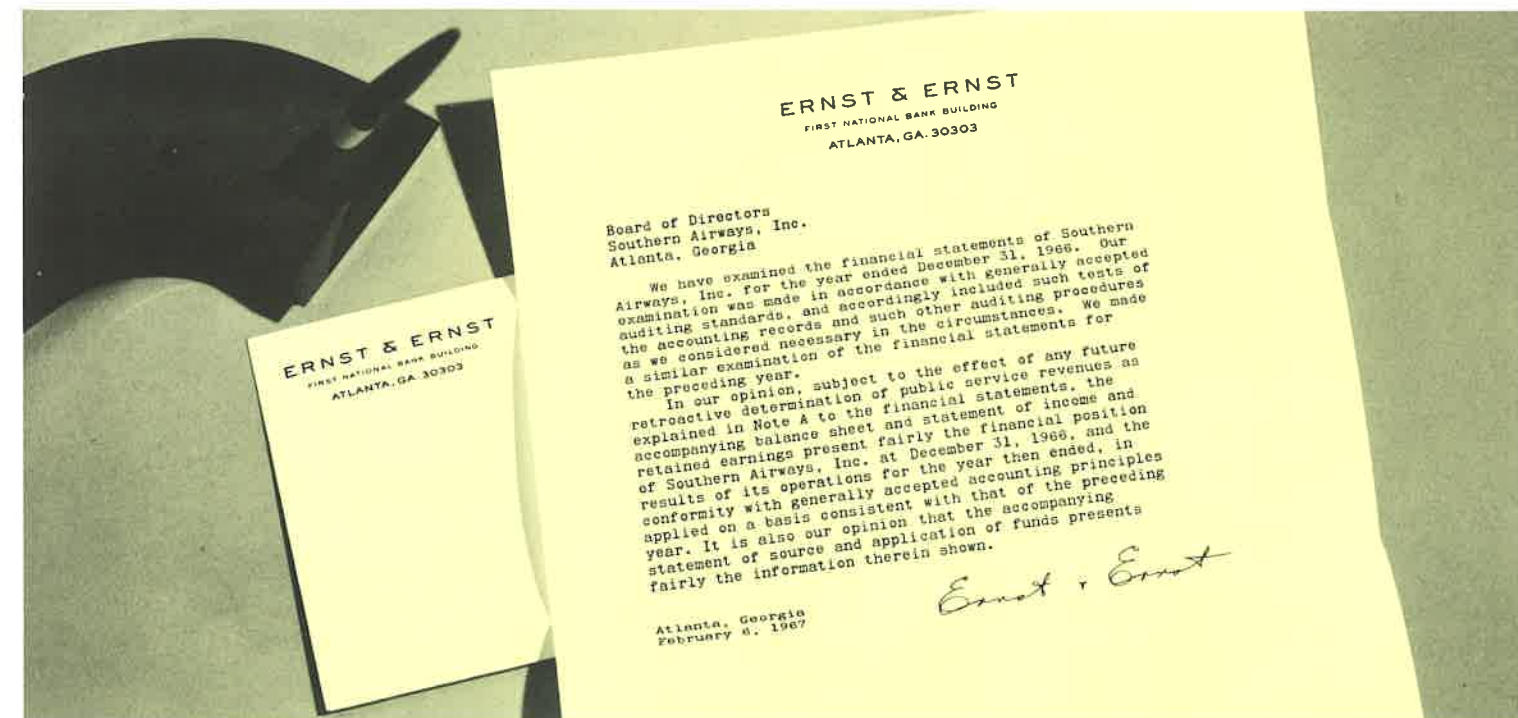 ERNST & ERNST
FIRST NATIONAL BANK BUILDING
ATLANTA, GA. 30303
Board of Directors
Southern Airways, Inc.
Atlanta, Georgia
We have examined the financial statements of Southern
Airways, Inc. for the year ended December 31, 1966. Our
examination was made in accordance with generally accepted
auditing standards, and accordingly included such tests of
the accounting records and such other auditing procedures
as we considered necessary in the circumstances. We made
a similar examination of the financial statements for
the preceding year.
In our opinion, subject to the effect of any future
retroactive determination of public service revenues as
explained in Note A to the financial statements, the
accompanying balance sheet and statement of income and
retained earnings present fairly the financial position
of Southern Airways, Inc. at December 31, 1966, and the
results of its operations for the year then ended, in
conformity with generally accepted accounting principles
applied on a basis consistent with that of the preceding
year. It is also our opinion that the accompanying
statement of source and application of funds presents
fairly the information therein shown.
Ernst & Ernst
Atlanta, Georgia
February 6, 1967
ERNST & ERNST
FIRST NATIONAL BANK BUILDING
ATLANTA, GA. 30303